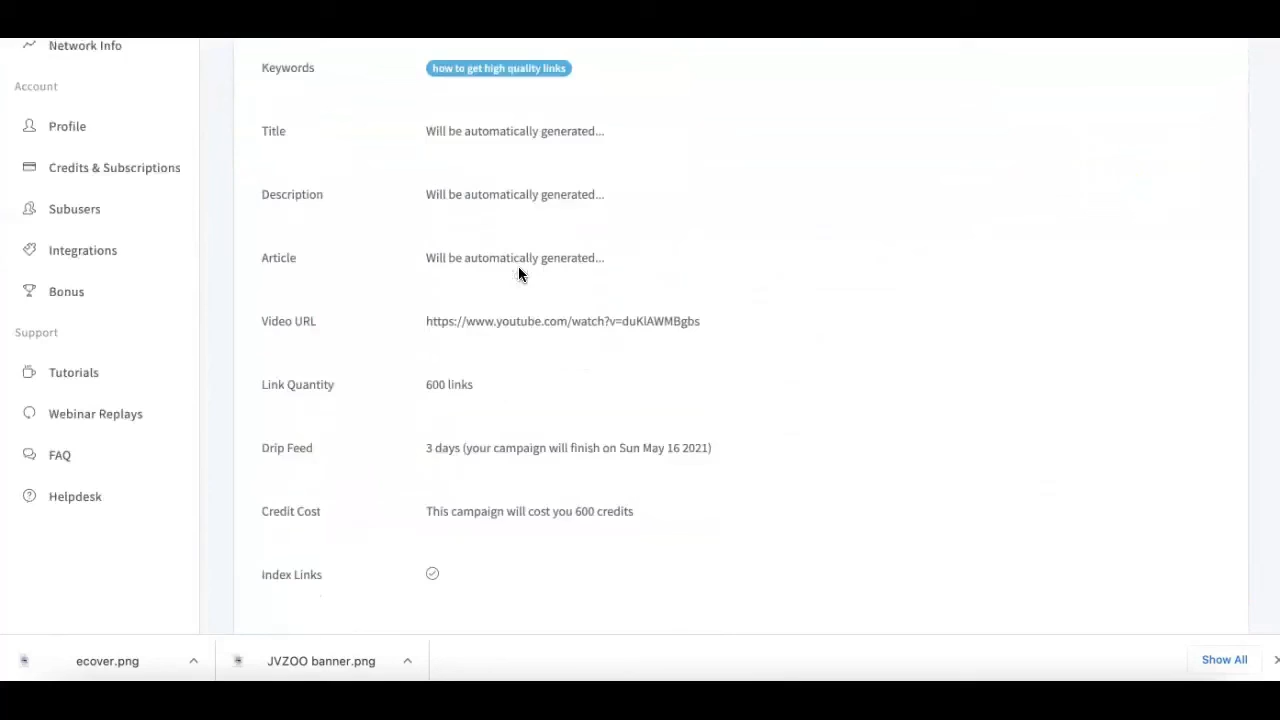 Network Info
Account
Profile
Credits & Subscriptions
Subusers
Integrations
Bonus
Support
Tutorials
Webinar Replays
FAQ
Helpdesk
Keywords how to get high quality links
Title Will be automatically generated...
Description Will be automatically generated...
Article Will be automatically generated...
Video URL https://www.youtube.com/watch?v=duKlAWMBgbs
Link Quantity 600 links
Drip Feed 3 days (your campaign will finish on Sun May 16 2021)
Credit Cost This campaign will cost you 600 credits
Index Links
ecover.png JVZOO banner.png Show All